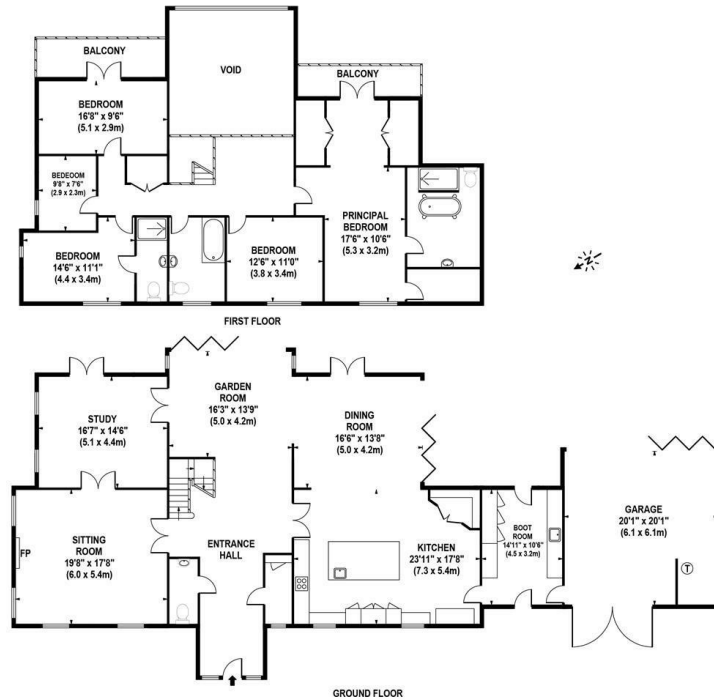 BALCONY
VOID
BALCONY
BEDROOM
16'8" x 9'6"
(5.1 x 2.9m)
BEDEOOM
9'8" x 7'6"
(2.9 x 2.3m)
PRINCIPAL
BEDROOM
17'6" x 10'6"
(5.3 x 3.2m)
BEDROOM
14'6" x 11'1"
(4.4 x 3.4m)
BEDROOM
12'6" x 11'0"
(3.8 x 3.4m)
N
FIRST FLOOR
GARDEN
ROOM
16'3" x 13'9"
(5.0 x 4.2m)
STUDY
16'7" x 14'6"
(5.1 x 4.4m)
DINING
ROOM
16'6" x 13'8"
(5.0 x 4.2m)
SITTING
ROOM
19'8" x 17'8"
(6.0 x 5.4m)
FP
ENTRANCE
HALL
KITCHEN
23'11" x 17'8"
(7.3 x 5.4m)
BOOT
ROOM
14'11" x 10'6"
(4.5 x 3.2m)
GARAGE
20'1" x 20'1"
(6.1 x 6.1m)
T
GROUND FLOOR